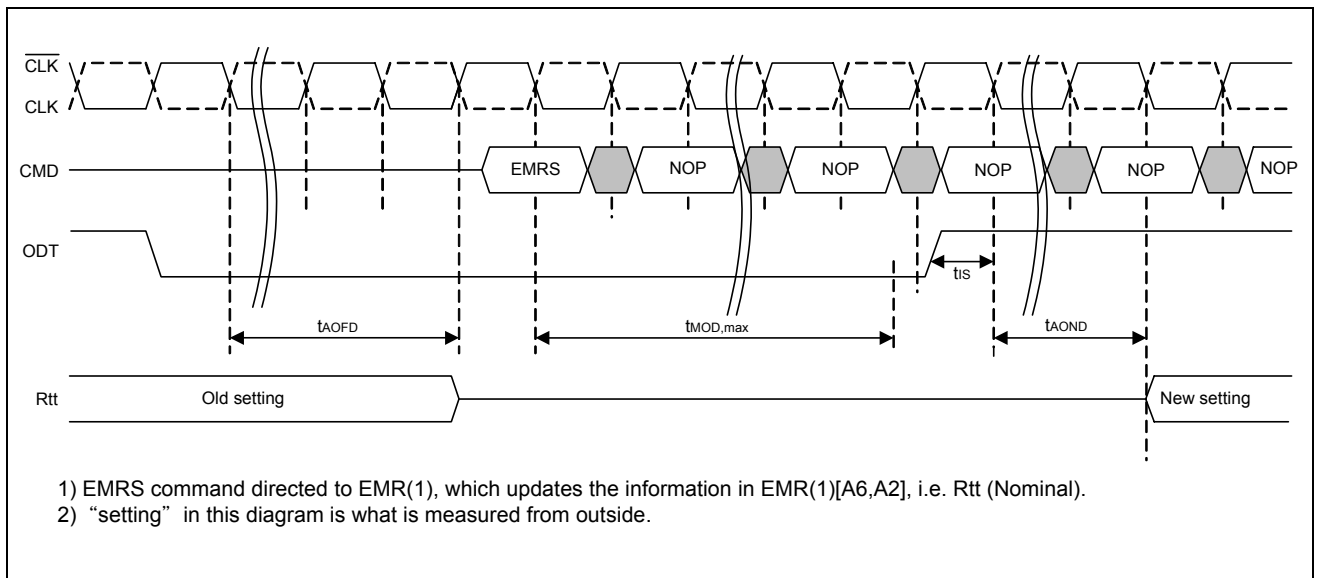 CLK
CLK
CMD EMRS NOP NOP NOP NOP NOP
ODT
tIS
tAOFD tMOD,max tAOND
Rtt Old setting New setting
1) EMRS command directed to EMR(1), which updates the information in EMR(1)[A6,A2], i.e. Rtt (Nominal).
2) “setting” in this diagram is what is measured from outside.